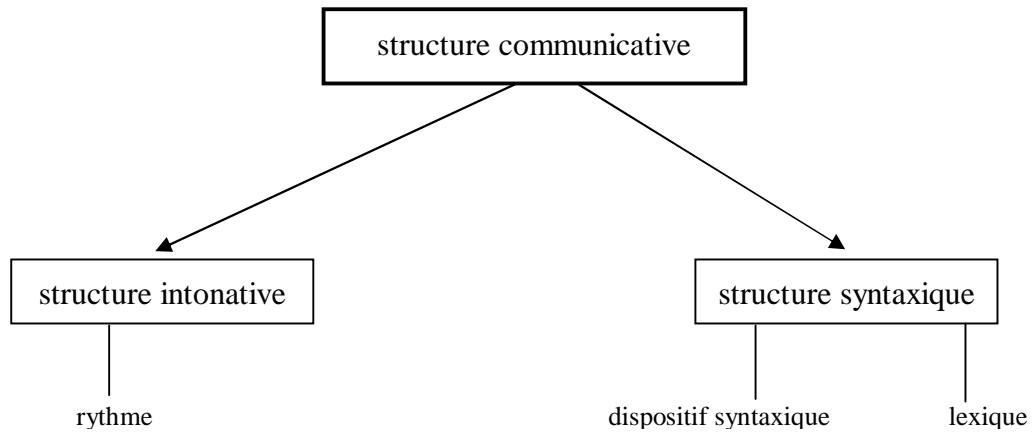 structure communicative
structure intonative
structure syntaxique
rythme
dispositif syntaxique
lexique